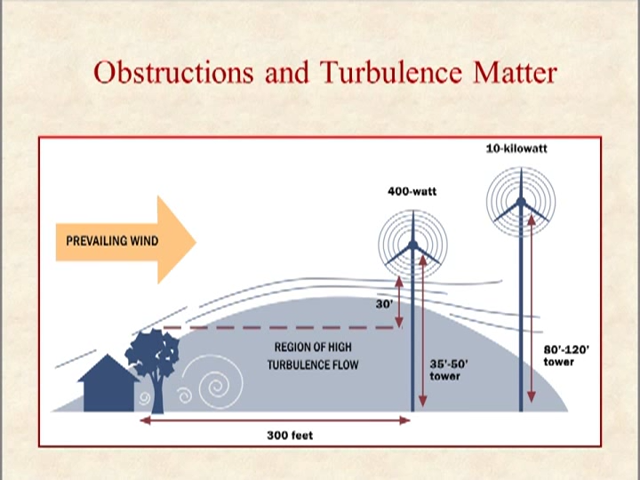 Obstructions and Turbulence Matter
10-kilowatt
400-watt
PREVAILING WIND
30'
REGION OF HIGH
TURBULENCE FLOW
35'-50'
tower
80'-120'
tower
300 feet